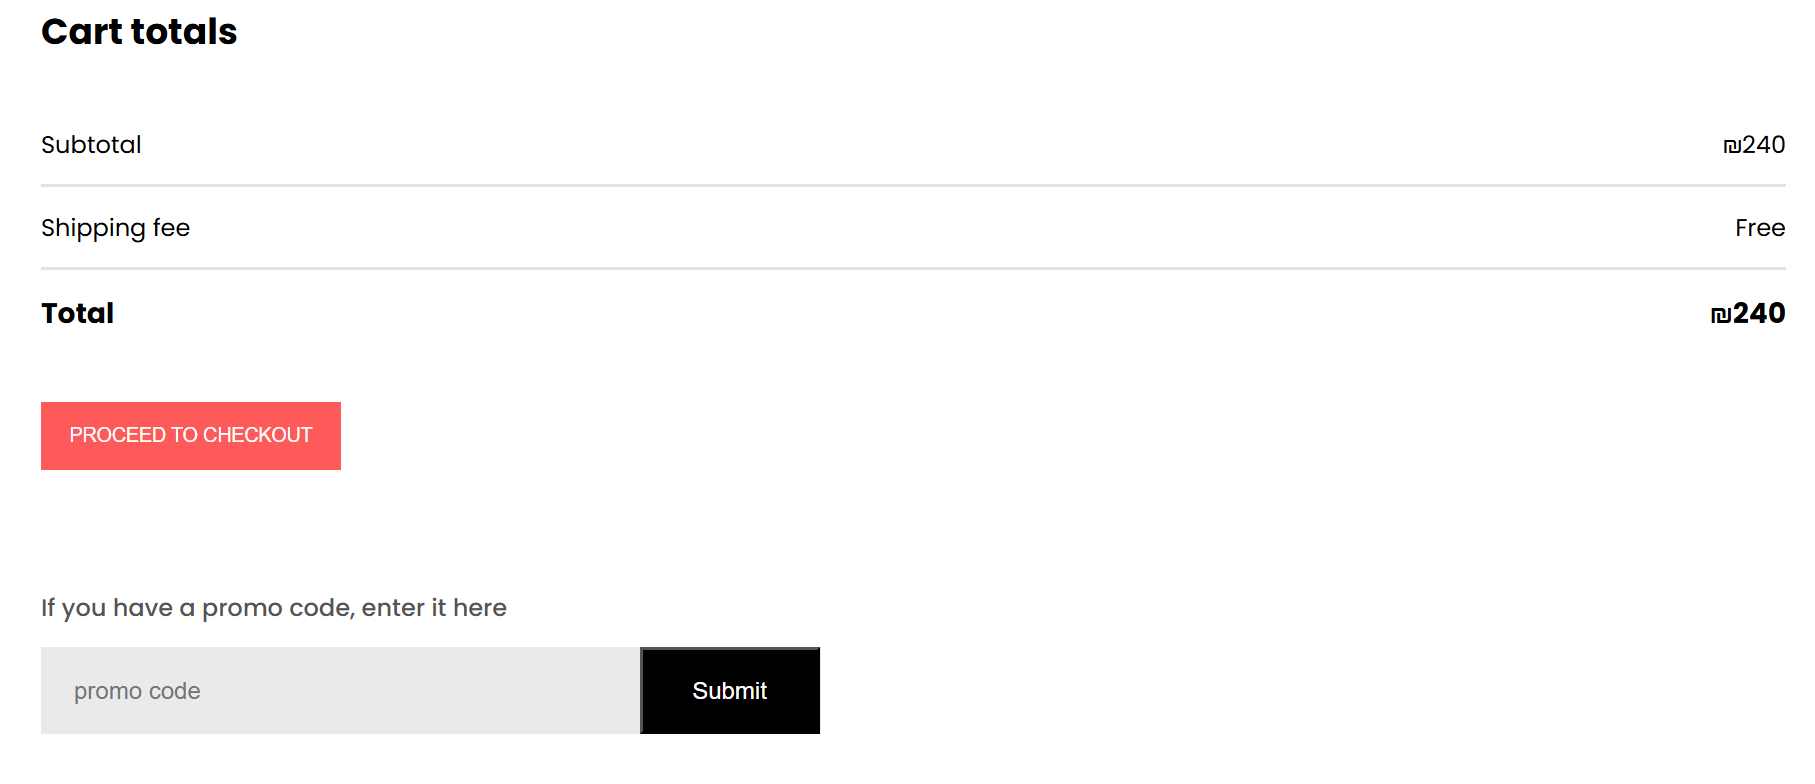 Cart totals
Subtotal ₪240
Shipping fee Free
Total ₪240
PROCEED TO CHECKOUT
If you have a promo code, enter it here
promo code Submit